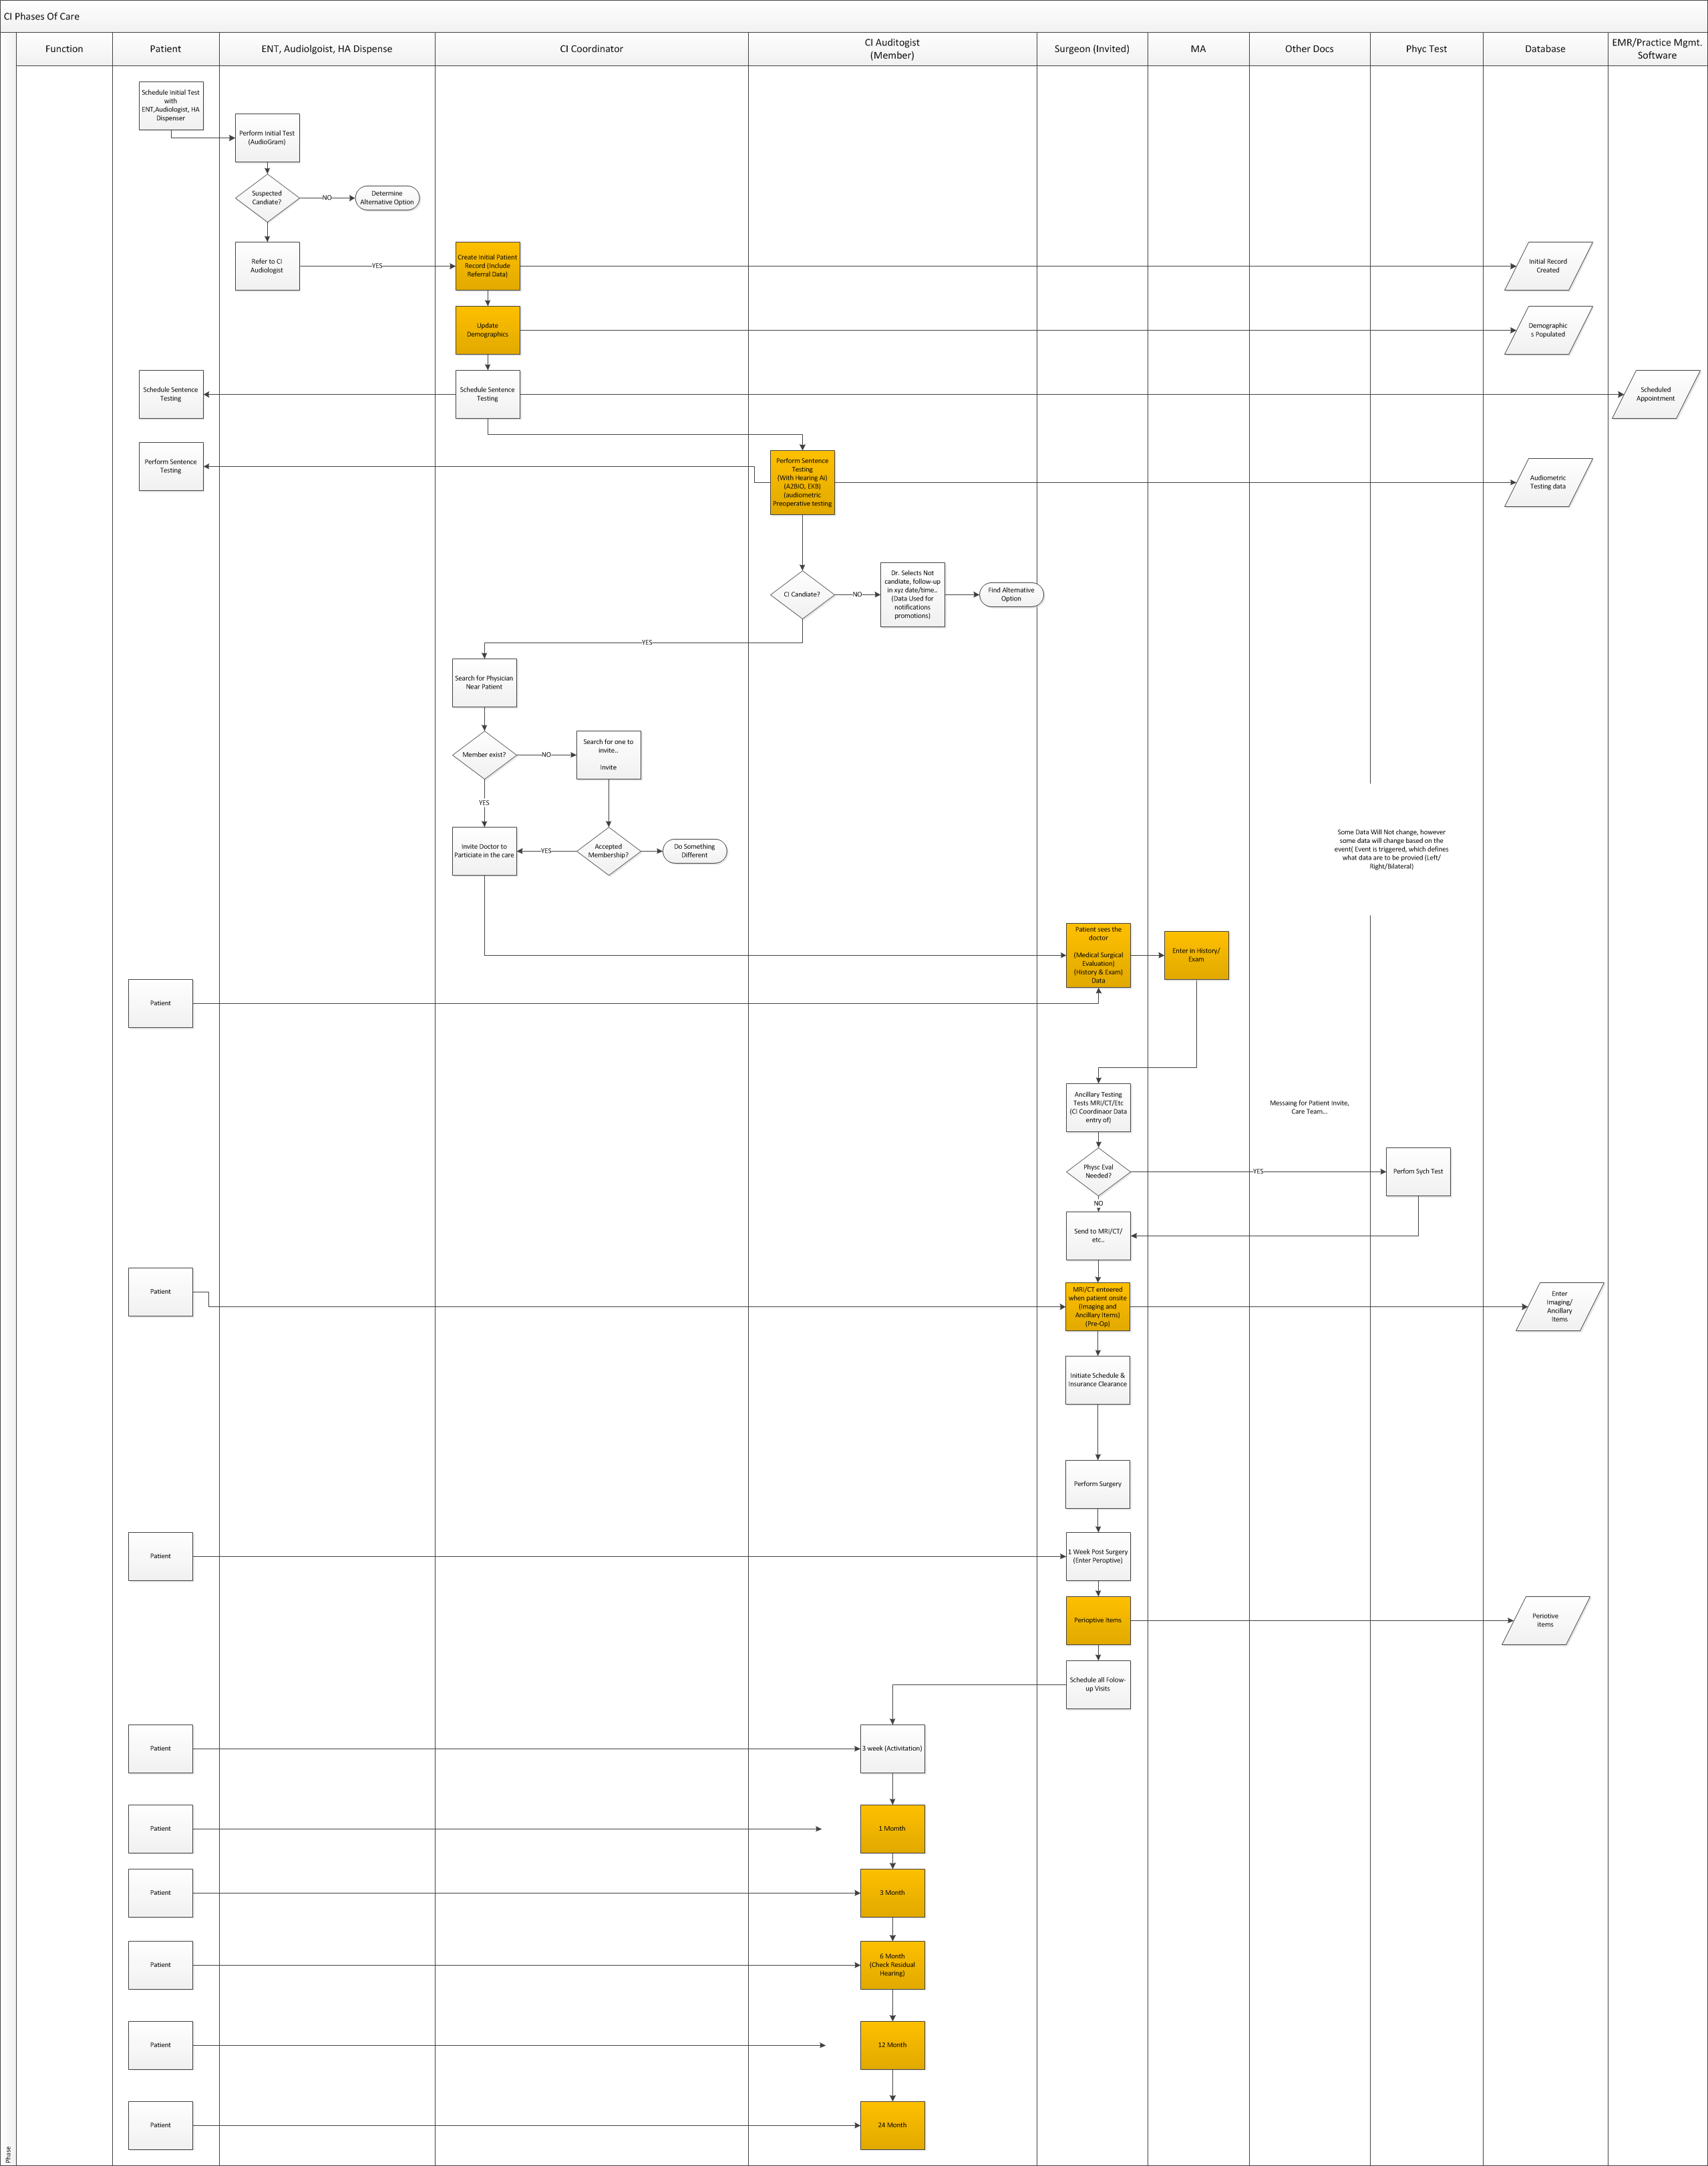 CI Phases Of Care
Function
Patient
ENT, Audiolgoist, HA Dispense
CI Coordinator
CI Auditogist
(Member)
Surgeon (Invited)
MA
Other Docs
Phyc Test
Database
EMR/Practice Mgmt.
Software
Schedule Initial Test
with
ENT,Audiologist, HA
Dispenser
Perform Initial Test
(AudioGram)
Suspected
Candiate?
NO
Determine
Alternative Option
Refer to CI
Audiologist
YES
Create Initial Patient
Record (Include
Referral Data)
Initial Record
Created
Update
Demographics
Demographic
s Populated
Schedule Sentence
Testing
Schedule Sentence
Testing
Scheduled
Appointment
Perform Sentence
Testing
Perform Sentence
Testing
(With Hearing Ai)
(A2BIO, EKB)
(audiometric
Preoperative testing
Audiometric
Testing data
CI Candiate?
NO
Dr. Selects Not
candiate, follow-up
in xyz date/time..
(Data Used for
notifications
promotions)
Find Alternative
Option
YES
Search for Physician
Near Patient
Member exist?
NO
Search for one to
invite..
Invite
YES
Invite Doctor to
Particiate in the care
YES
Accepted
Membership?
Do Something
Different
Some Data Will Not change, however
some data will change based on the
event( Event is triggered, which defines
what data are to be provied (Left/
Right/Bilateral)
Patient sees the
doctor
(Medical Surgical
Evaluation)
(History & Exam)
Data
Enter in History/
Exam
Patient
Ancillary Testing
Tests MRI/CT/Etc
(CI Coordinaor Data
entry of)
Messaing for Patient Invite,
Care Team...
Physc Eval
Needed?
YES
Perfom Sych Test
NO
Send to MRI/CT/
etc..
Patient
MRI/CT enteered
when patient onsite
(Imaging and
Ancillary Items)
(Pre-Op)
Enter
Imaging/
Ancillary
Items
Initiate Schedule &
Insurance Clearance
Perform Surgery
Patient
1 Week Post Surgery
(Enter Peroptive)
Perioptive Items
Periotive
items
Schedule all Folow-
up Visits
Patient
3 week (Activitation)
Patient
1 Momth
Patient
3 Month
Patient
6 Month
(Check Residual
Hearing)
Patient
12 Month
Patient
24 Month
Phase